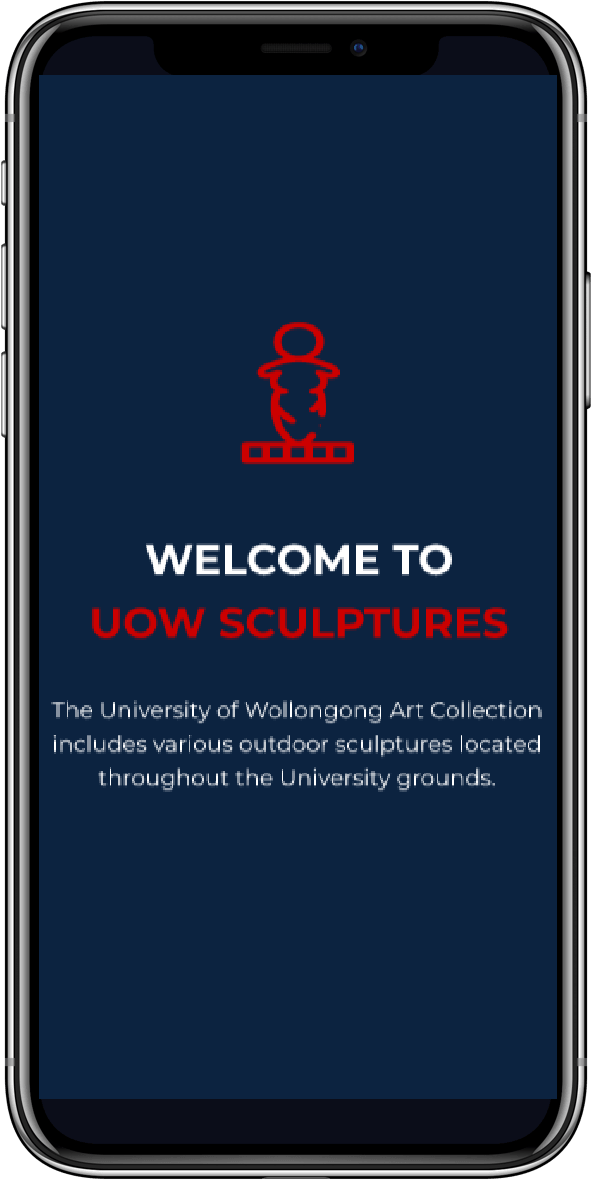 WELCOME TO
UOW SCULPTURES
The University of Wollongong Art Collection
includes various outdoor sculptures located
throughout the University grounds.